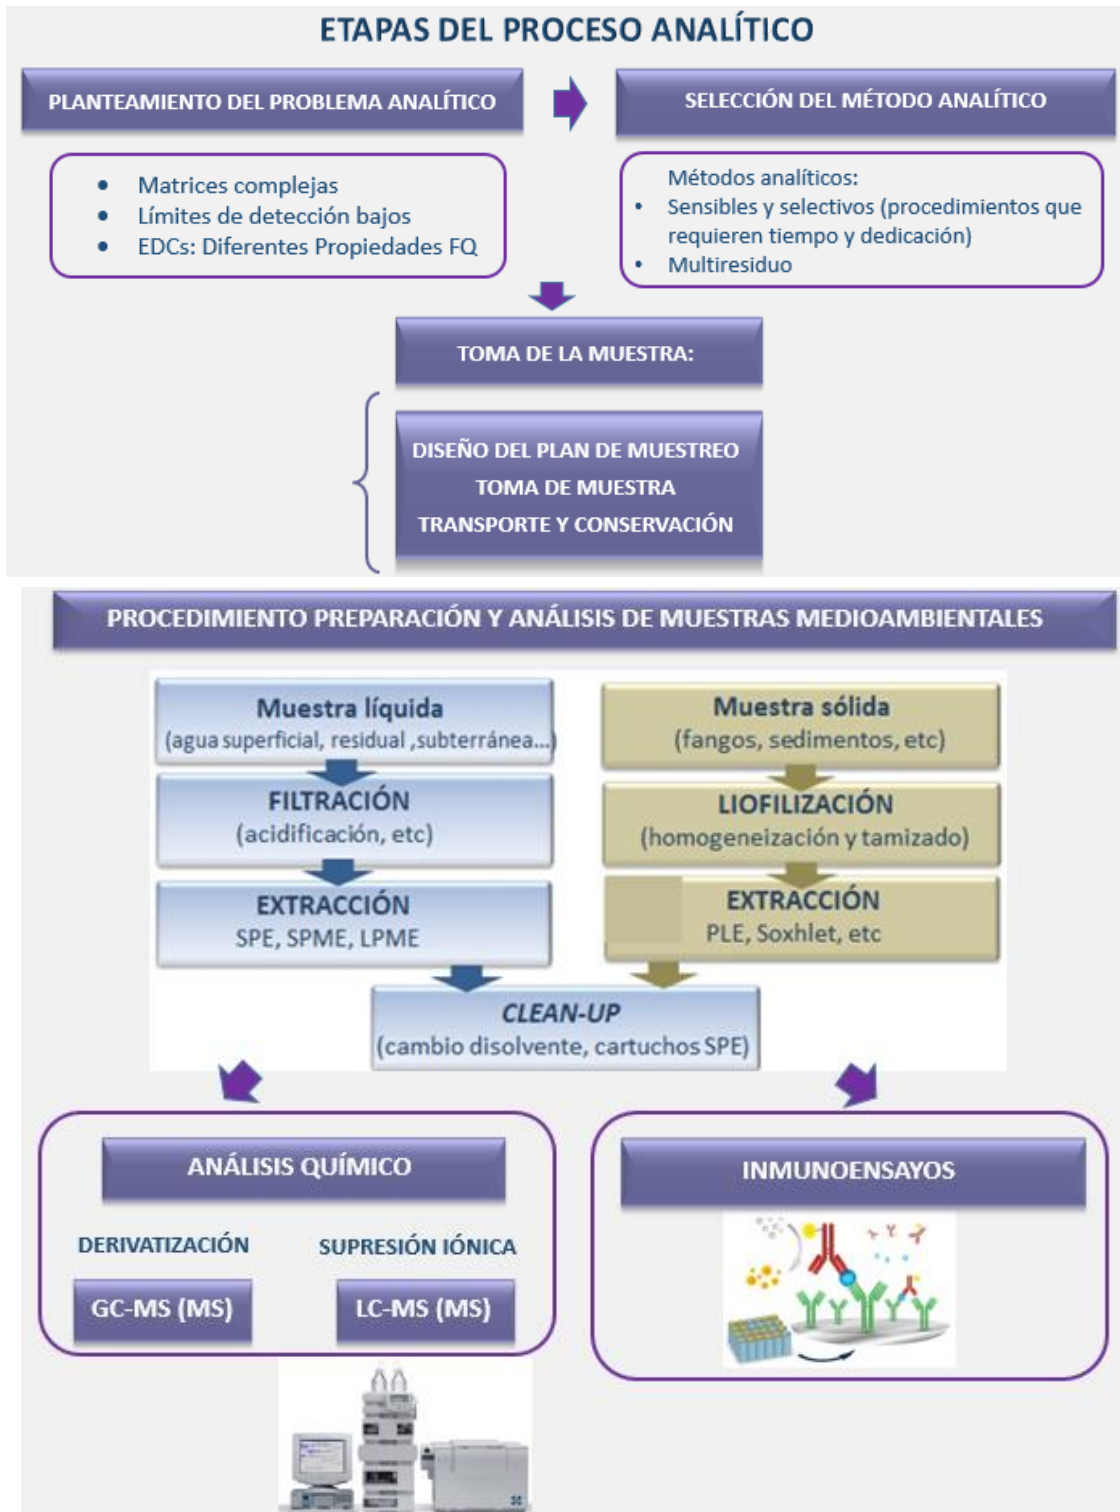 ETAPAS DEL PROCESO ANALÍTICO
PLANTEAMIENTO DEL PROBLEMA ANALÍTICO
SELECCIÓN DEL MÉTODO ANALÍTICO
• Matrices complejas
• Límites de detección bajos
• EDCs: Diferentes Propiedades FQ
Métodos analíticos:
• Sensibles y selectivos (procedimientos que
requieren tiempo y dedicación)
• Multiresiduo
TOMA DE LA MUESTRA:
DISEÑO DEL PLAN DE MUESTREO
TOMA DE MUESTRA
TRANSPORTE Y CONSERVACIÓN
PROCEDIMIENTO PREPARACIÓN Y ANÁLISIS DE MUESTRAS MEDIOAMBIENTALES
Muestra líquida
(agua superficial, residual ,subterránea...)
FILTRACIÓN
(acidificación, etc)
EXTRACCIÓN
SPE, SPME, LPME
Muestra sólida
(fangos, sedimentos, etc)
LIOFILIZACIÓN
(homogeneización y tamizado)
EXTRACCIÓN
PLE, Soxhlet, etc
CLEAN-UP
(cambio disolvente, cartuchos SPE)
ANÁLISIS QUÍMICO
DERIVATIZACIÓN
SUPRESIÓN IÓNICA
GC-MS (MS)
LC-MS (MS)
INMUNOENSAYOS